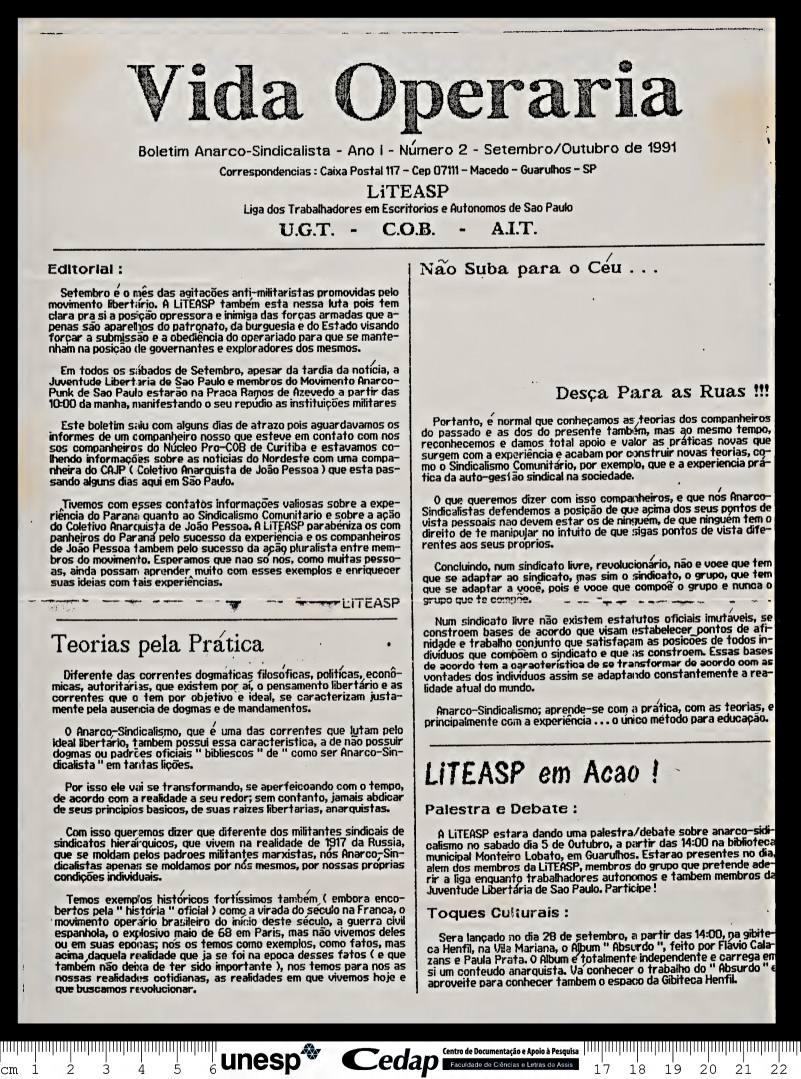 Vida Operaria
Boletim Anarco-Sindicalista - Ano I - Número 2 - Setembro/Outubro de 1991
Correspondencias : Caixa Postal 117 - Cep 07111 - Macedo - Guarulhos - SP
LiTEASP
Liga dos Trabalhadores em Escritorios e Autonomos de Sao Paulo
U.G.T. - C.O.B. - A.I.T.
Editorial :
Setembro é o mês das agitacões anti-militaristas promovidas pelo
movimento libertário. A LiTEASP também esta nessa luta pois tem
clara pra si a posição opressora e inimiga das forças armadas que a-
penas são aparelhos do patronato, da burguesia e do Estado visando
forçar a submissão e a obediência do operariado para que se mante-
nham na posição de governantes e exploradores dos mesmos.
Em todos os sábados de Setembro, apesar da tardia da notícia, a
Juventude Libertaria de Sao Paulo e membros do Movimento Anarco-
Punk de Sao Paulo estarão na Praca Ramos de Azevedo a partir das
10:00 da manha, manifestando o seu repúdio as instituições militares
Este boletim saiu com alguns dias de atrazo pois aguardavamos os
informes de um companheiro nosso que esteve em contato com nos
sos companheiros do Núcleo Pro-COB de Curitiba e estavamos co-
lhendo informações sobre as noticias do Nordeste com uma compa-
nheira do CAJP ( Coletivo Anarquista de João Pessoa ) que esta pas-
sando alguns dias aqui em São Paulo.
Tivemos com esses contatos informações valiosas sobre a expe-
riência do Paraná quanto ao Sindicalismo Comunitario e sobre a ação
do Coletivo Anarquista de João Pessoa. A LiTEASP parabéniza os com
panheiros do Paraná pelo sucesso da experiencia e os companheiros
de João Pessoa tambem pelo sucesso da ação pluralista entre mem-
bros do movimento. Esperamos que nao só nós, como muitas pesso-
as, ainda possam aprender muito com esses exemplos e enriquecer
suas ideias com tais experiências.
LiTEASP
Teorias pela Prática
Diferente das correntes dogmáticas filosóficas, políticas, econô-
micas, autoritárias, que existem por aí, o pensamento libertário e as
correntes que o tem por objetivo e ideal, se caracterizam justa-
mente pela ausencia de dogmas e de mandamentos.
O Anarco-Sindicalismo, que é uma das correntes que lutam pelo
ideal libertário, tambem possui essa caracteristica, a de não possuir
dogmas ou padrões oficiais " bibliescos " de " como ser Anarco-Sin-
dicalista " em tantas lições.
Por isso ele vai se transformando, se aperfeicoando com o tempo,
de acordo com a realidade a seu redor; sem contanto, jamais abdicar
de seus principios basicos, de suas raizes libertarias, anarquistas.
Com isso queremos dizer que diferente dos militantes sindicais de
sindicatos hierárquicos, que vivem na realidade de 1917 da Russia,
que se moldam pelos padroes militantes marxistas, nós Anarco-Sin-
dicalistas apenas se moldamos por nós mesmos, por nossas próprias
condições individuais.
Temos exemplos históricos fortíssimos também ( embora enco-
bertos pela " história " oficial ) como a virada do século na Franca, o
movimento operário brasileiro do início deste século, a guerra civil
espanhola, o explosivo maio de 68 em Paris, mas não vivemos deles
ou em suas epocas; nós os temos como exemplos, como fatos, mas
acima daquela realidade que ja se foi na epoca desses fatos ( e que
também não deixa de ter sido importante ), nos temos para nos as
nossas realidades cotidianas, as realidades em que vivemos hoje e
que buscamos revolucionar.
Não Suba para o Céu . . .
Desça Para as Ruas !!!
Portanto, é normal que conheçamos as teorias dos companheiros
do passado e as dos do presente também, mas ao mesmo tempo,
reconhecemos e damos total apoio e valor as práticas novas que
surgem com a experiência e acabam por construir novas teorias, co-
mo o Sindicalismo Comunitário, por exemplo, que e a experiencia prá-
tica da auto-gestão sindical na sociedade.
O que queremos dizer com isso companheiros, e que nós Anarco-
Sindicalistas defendemos a posição de que acima dos seus pontos de
vista pessoais nao devem estar os de ninguém, de que ninguém tem o
direito de te manipular no intuito de que sigas pontos de vista dife-
rentes aos seus próprios.
Concluindo, num sindicato livre, revolucionário, não e voce que tem
que se adaptar ao sindicato, mas sim o sindicato, o grupo, que tem
que se adaptar a você, pois é voce que compoê o grupo e nunca o
grupo que te compõe.
Num sindicato livre não existem estatutos oficiais imutáveis, se
constroem bases de acordo que visam estabelecer pontos de afi-
nidade e trabalho conjunto que satisfaçam as posicões de todos in-
divíduos que compõem o sindicato e que as constroem. Essas bases
de acordo tem a caracteristica de se transformar de acordo com as
vontades dos indivíduos assim se adaptando constantemente a rea-
lidade atual do mundo.
Anarco-Sindicalismo; aprende-se com a prática, com as teorias, e
principalmente com a experiência . . . o único método para educação.
LiTEASP em Acao !
Palestra e Debate :
A LiTEASP estara dando uma palestra/debate sobre anarco-sidi-
calismo no sabado dia 5 de Outubro, a partir das 14:00 na biblioteca
municipal Monteiro Lobato, em Guarulhos. Estarao presentes no dia,
alem dos membros da LiTEASP, membros do grupo que pretende ade-
rir a liga enquanto trabalhadores autonomos e tambem membros da
Juventude Libertária de Sao Paulo. Participe !
Toques Culturais :
Sera lançado no dia 28 de setembro, a partir das 14:00, na gibite-
ca Henfil, na Vila Mariana, o Album " Absurdo ", feito por Flávio Cala-
zans e Paula Prata. O Album é totalmente independente e carrega em
si um conteudo anarquista. Vá conhecer o trabalho do " Absurdo " e
aproveite para conhecer tambem o espaco da Gibiteca Henfil.
cm 1 2 3 4 5 6 unesp Cedap Centro de Documentação e Apoio à Pesquisa 17 18 19 20 21 22
Faculdade de Ciências e Letras de Assis